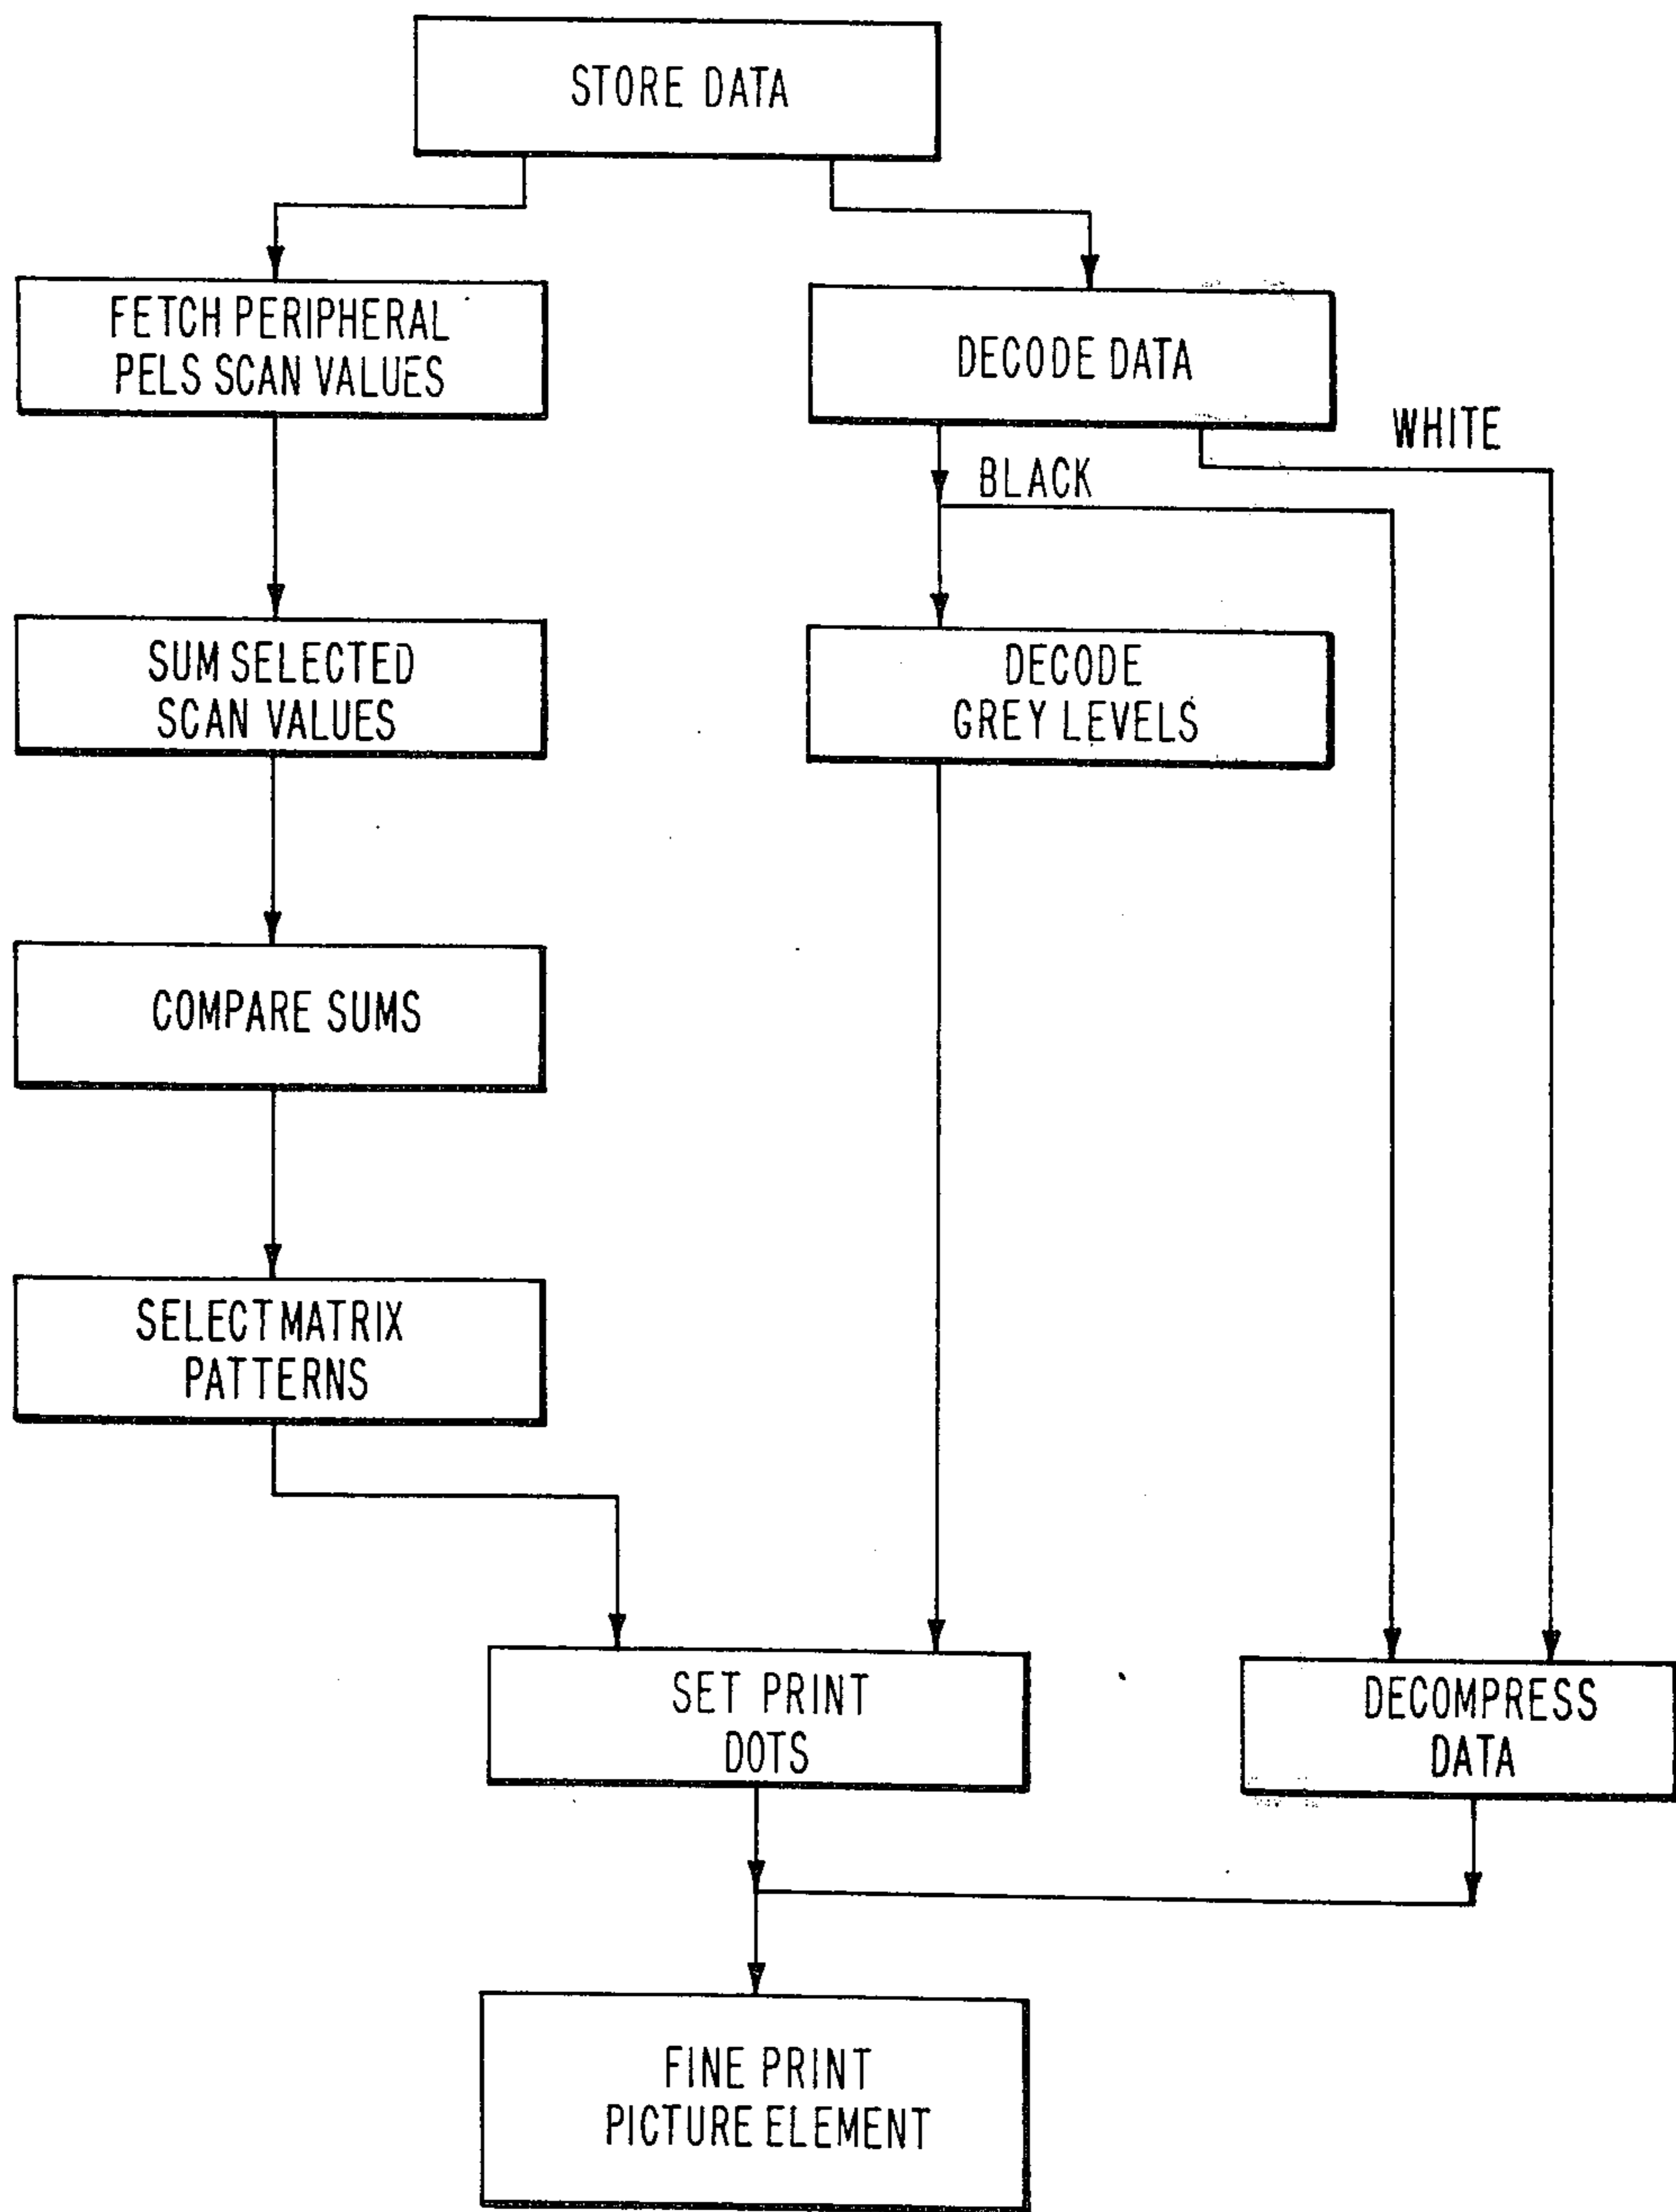 STORE DATA
FETCH PERIPHERAL
PELS SCAN VALUES
DECODE DATA
WHITE
BLACK
SUM SELECTED
SCAN VALUES
DECODE
GREY LEVELS
COMPARE SUMS
SELECT MATRIX
PATTERNS
SET PRINT
DOTS
DECOMPRESS
DATA
FINE PRINT
PICTURE ELEMENT